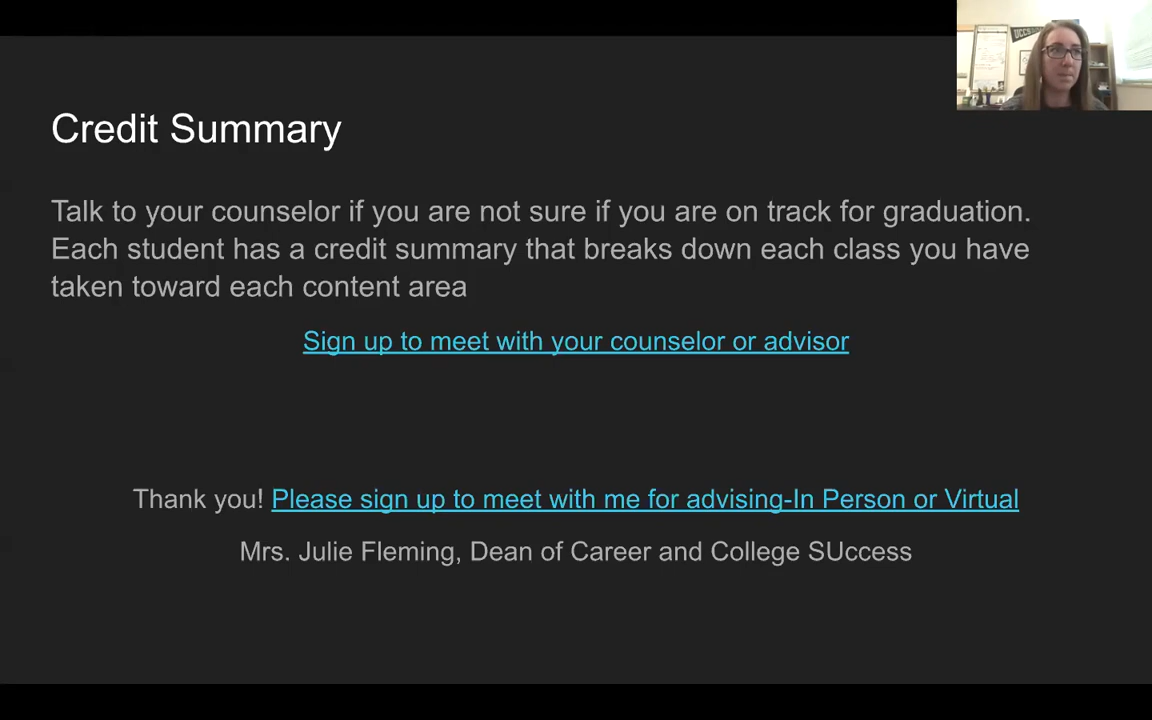 UCCS
Credit Summary
Talk to your counselor if you are not sure if you are on track for graduation.
Each student has a credit summary that breaks down each class you have
taken toward each content area
Sign up to meet with your counselor or advisor
Thank you! Please sign up to meet with me for advising-In Person or Virtual
Mrs. Julie Fleming, Dean of Career and College SUccess